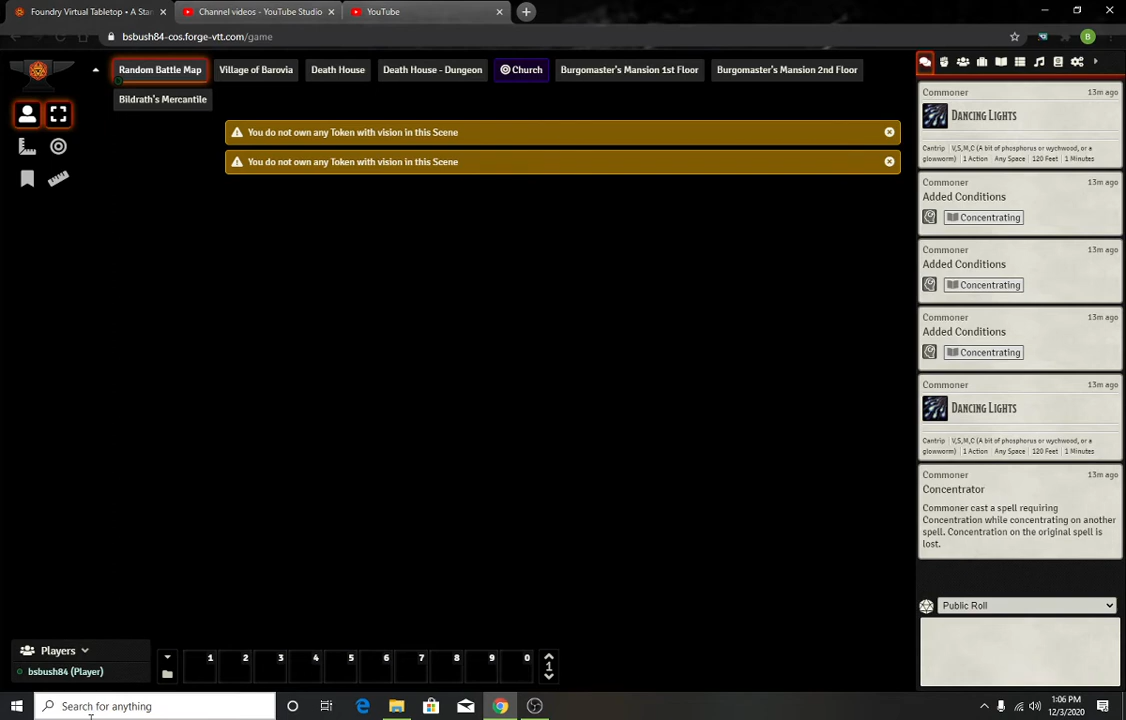 Foundry Virtual Tabletop • A Star
Channel videos - YouTube Studio
YouTube
bsbush84-cos.forge-vtt.com/game
B
Random Battle Map
Village of Barovia
Death House
Death House - Dungeon
Church
Burgomaster's Mansion 1st Floor
Burgomaster's Mansion 2nd Floor
Bildrath's Mercantile
You do not own any Token with vision in this Scene
You do not own any Token with vision in this Scene
Commoner 13m ago
Dancing Lights
Cantrip | V,S,M,C (A bit of phosphorus or wychwood, or a
glowworm) | 1 Action | Any Space | 120 Feet | 1 Minutes
Commoner 13m ago
Added Conditions
Concentrating
Commoner 13m ago
Added Conditions
Concentrating
Commoner 13m ago
Added Conditions
Concentrating
Commoner 13m ago
Dancing Lights
Cantrip | V,S,M,C (A bit of phosphorus or wychwood, or a
glowworm) | 1 Action | Any Space | 120 Feet | 1 Minutes
Commoner 13m ago
Concentrator
Commoner cast a spell requiring
Concentration while concentrating on another
spell. Concentration on the original spell is
lost.
Public Roll
Players
bsbush84 (Player)
1 2 3 4 5 6 7 8 9 0
1
Search for anything
1:06 PM
12/3/2020